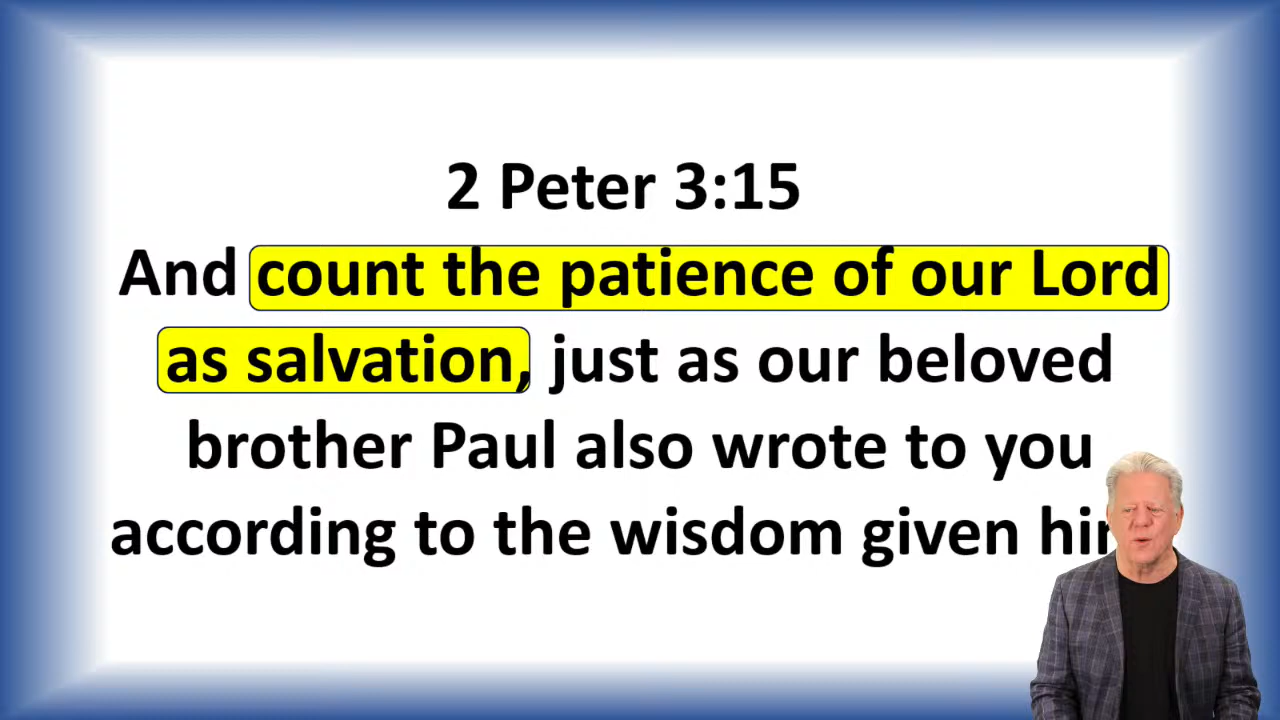 2 Peter 3:15
And count the patience of our Lord
as salvation, just as our beloved
brother Paul also wrote to you
according to the wisdom given